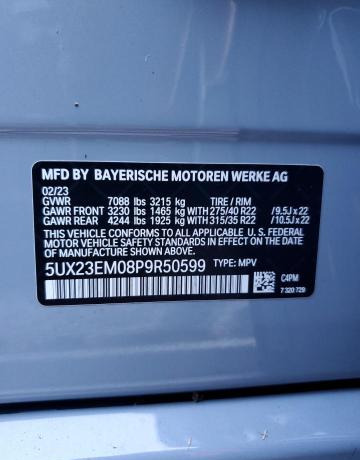 MFD BY BAYERISCHE MOTOREN WERKE AG
02/23
GVWR 7088 lbs 3215 kg TIRE / RIM
GAWR FRONT 3230 lbs 1465 kg WITH 275/40 R22 / 9.5J x 22
GAWR REAR 4244 lbs 1925 kg WITH 315/35 R22 / 10.5J x 22
THIS VEHICLE CONFORMS TO ALL APPLICABLE U. S. FEDERAL
MOTOR VEHICLE SAFETY STANDARDS IN EFFECT ON THE
DATE OF MANUFACTURE SHOWN ABOVE.
5UX23EM08P9R50599 TYPE: MPV
C4PMI
7 320 729